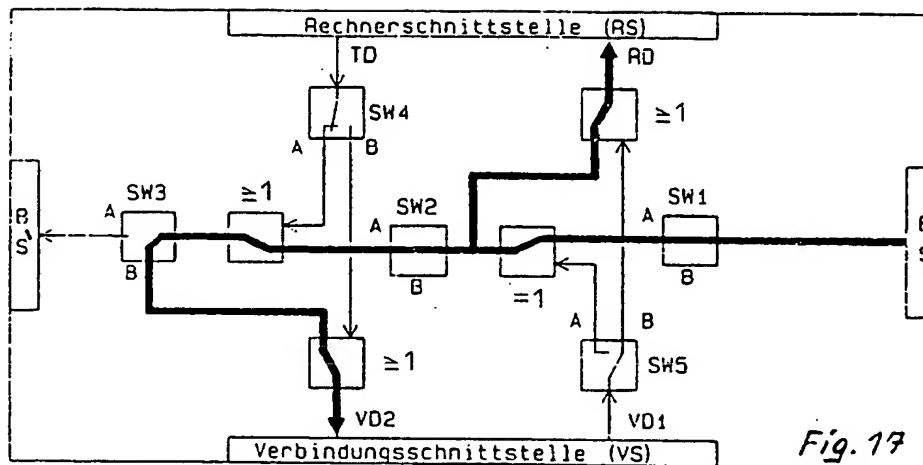 Rechnerschnittstelle (RS)
TD
RD
SW4
≥1
A
B
SW3
≥1
A
SW2
A
SW1
A
B
S'
B
B
=1
B
A
B
SW5
≥1
VD2
VD1
Verbindungsschnittstelle (VS)
Fig. 17